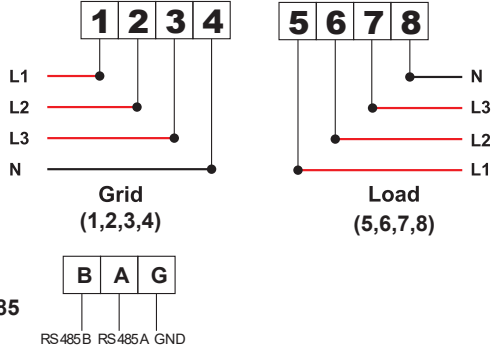 1 2 3 4
L1
L2
L3
N
Grid
(1,2,3,4)
5 6 7 8
N
L3
L2
L1
Load
(5,6,7,8)
B A G
85
RS485B RS485A GND